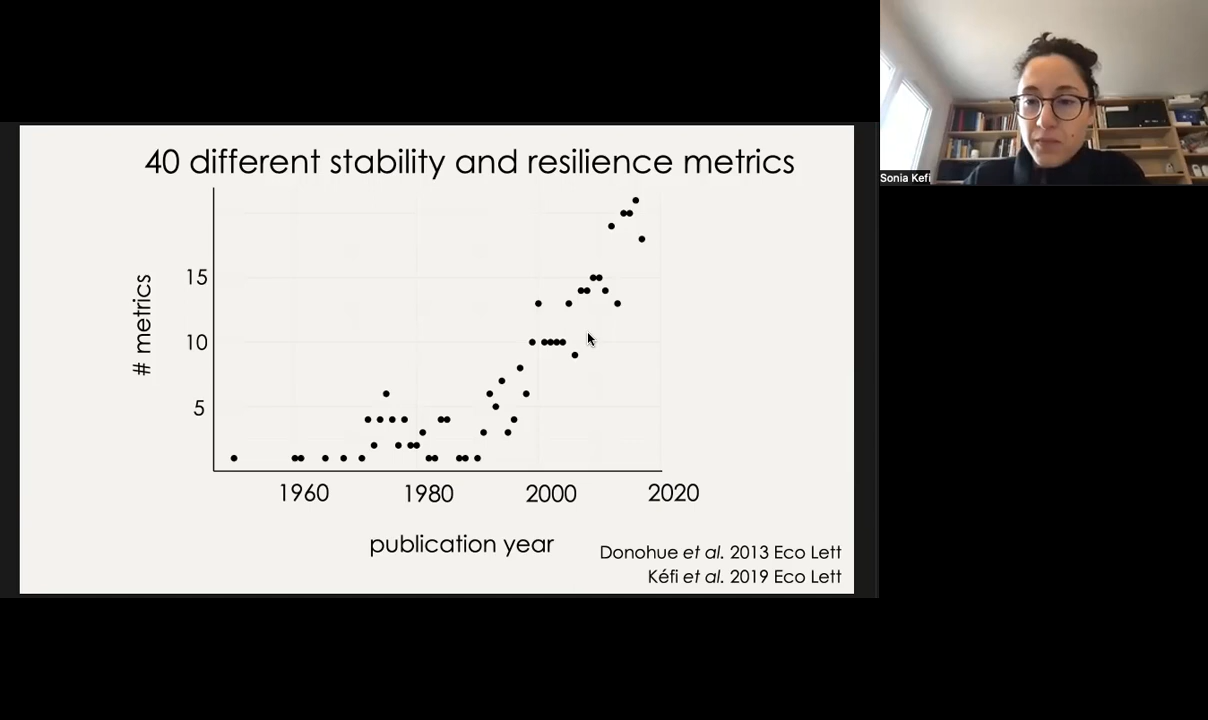 40 different stability and resilience metrics
# metrics
15
10
5
1960
1980
2000
2020
publication year
Donohue et al. 2013 Eco Lett
Kéfi et al. 2019 Eco Lett
Sonia Kefi